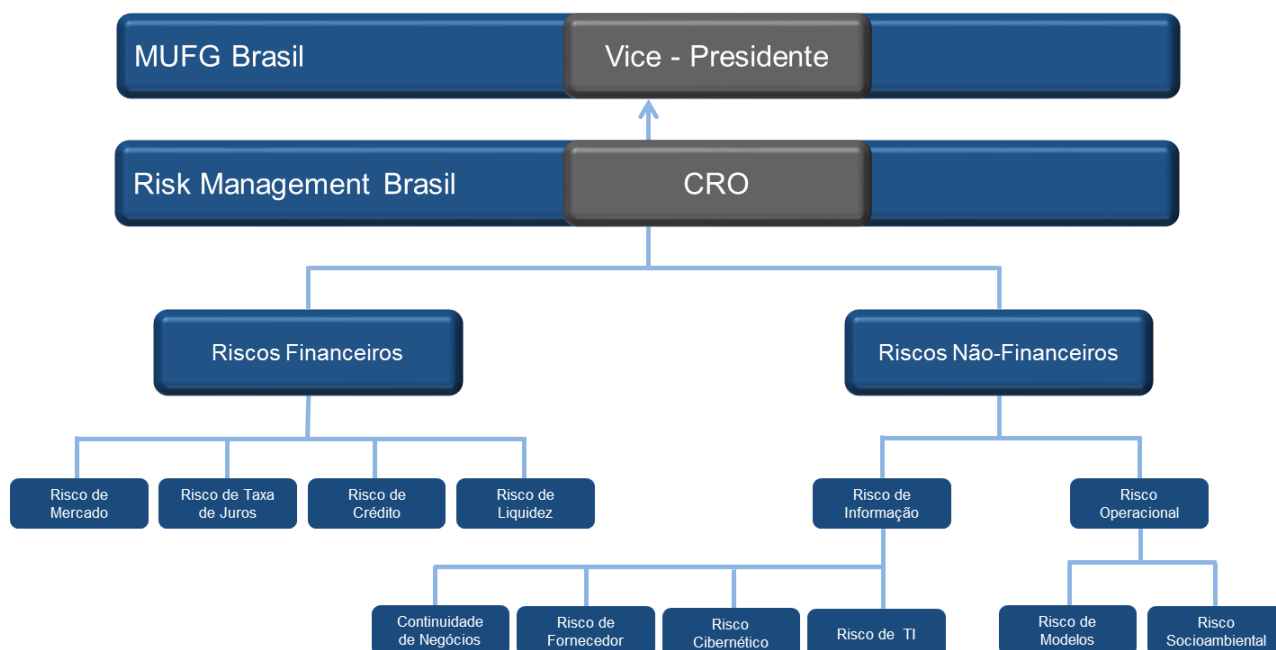 MUFG Brasil
Vice - Presidente
Risk Management Brasil
CRO
Riscos Financeiros
Riscos Não-Financeiros
Risco de
Mercado
Risco de Taxa
de Juros
Risco de
Crédito
Risco de
Liquidez
Risco de
Informação
Risco
Operacional
Continuidade
de Negócios
Risco de
Fornecedor
Risco
Cibernético
Risco de TI
Risco de
Modelos
Risco
Socioambiental